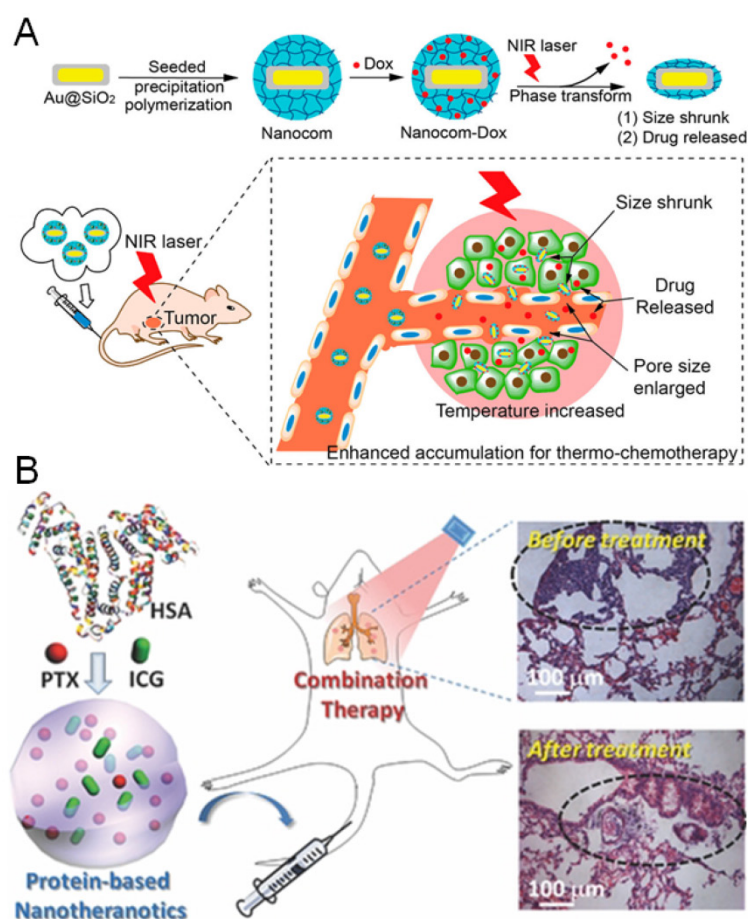 A
Au@SiO₂
Seeded
precipitation
polymerization
Nanocom
Dox
Nanocom-Dox
NIR laser
Phase transform
(1) Size shrunk
(2) Drug released
NIR laser
Tumor
Size shrunk
Drug
Released
Pore size
enlarged
Temperature increased
Enhanced accumulation for thermo-chemotherapy
B
HSA
PTX
ICG
Protein-based
Nanotheranotics
Combination
Therapy
Before treatment
100 μm
After treatment
100 μm